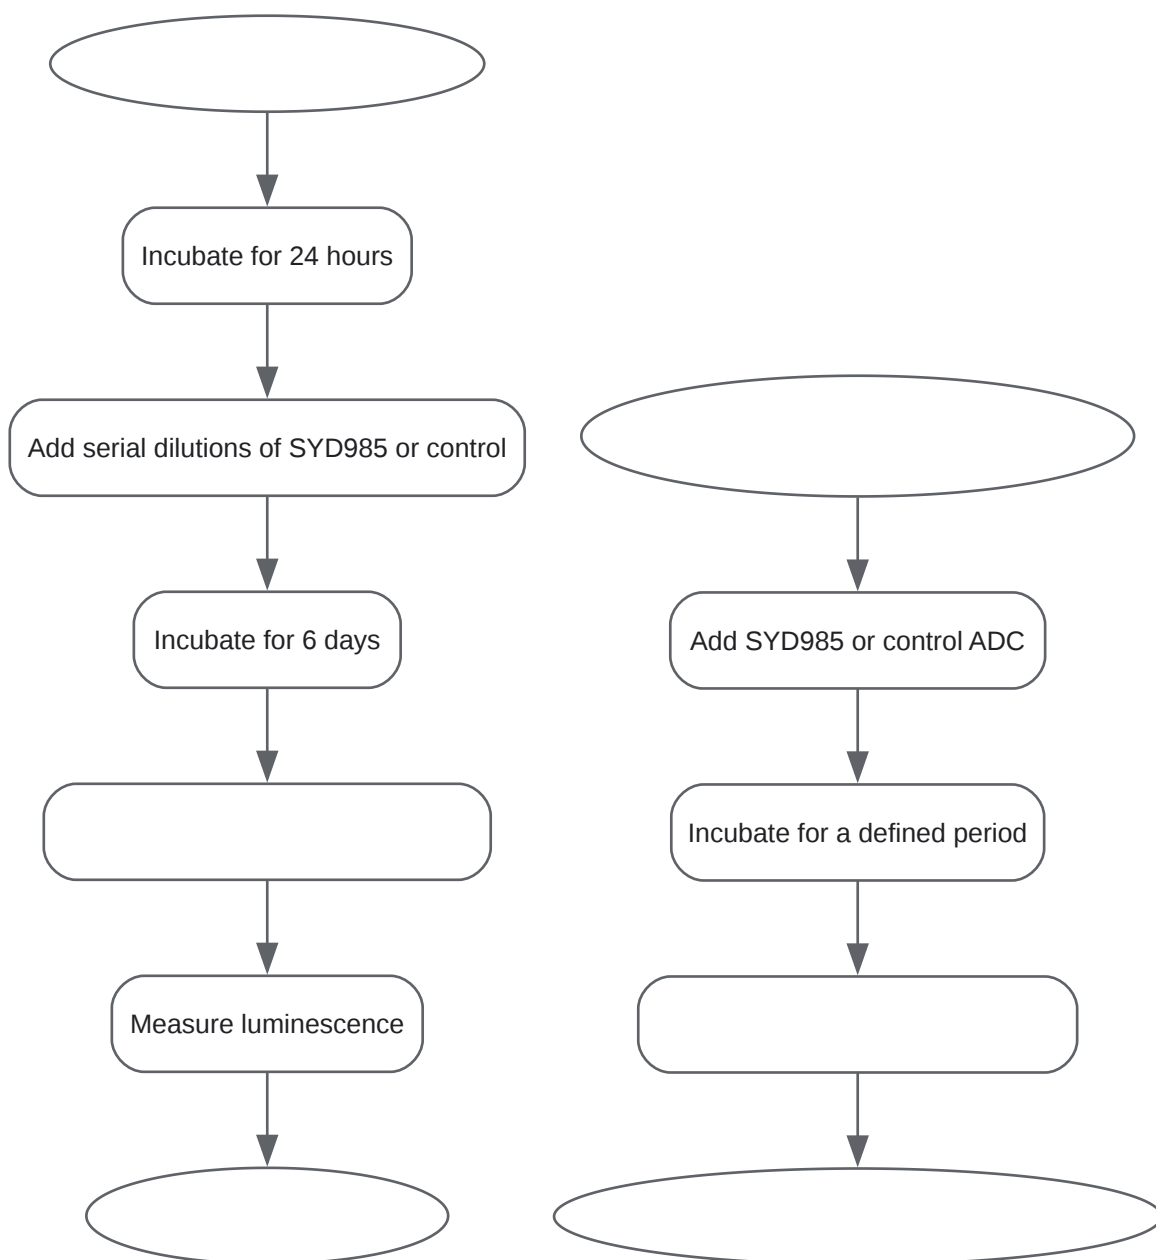 Incubate for 24 hours
Add serial dilutions of SYD985 or control
Incubate for 6 days
Measure luminescence
Add SYD985 or control ADC
Incubate for a defined period